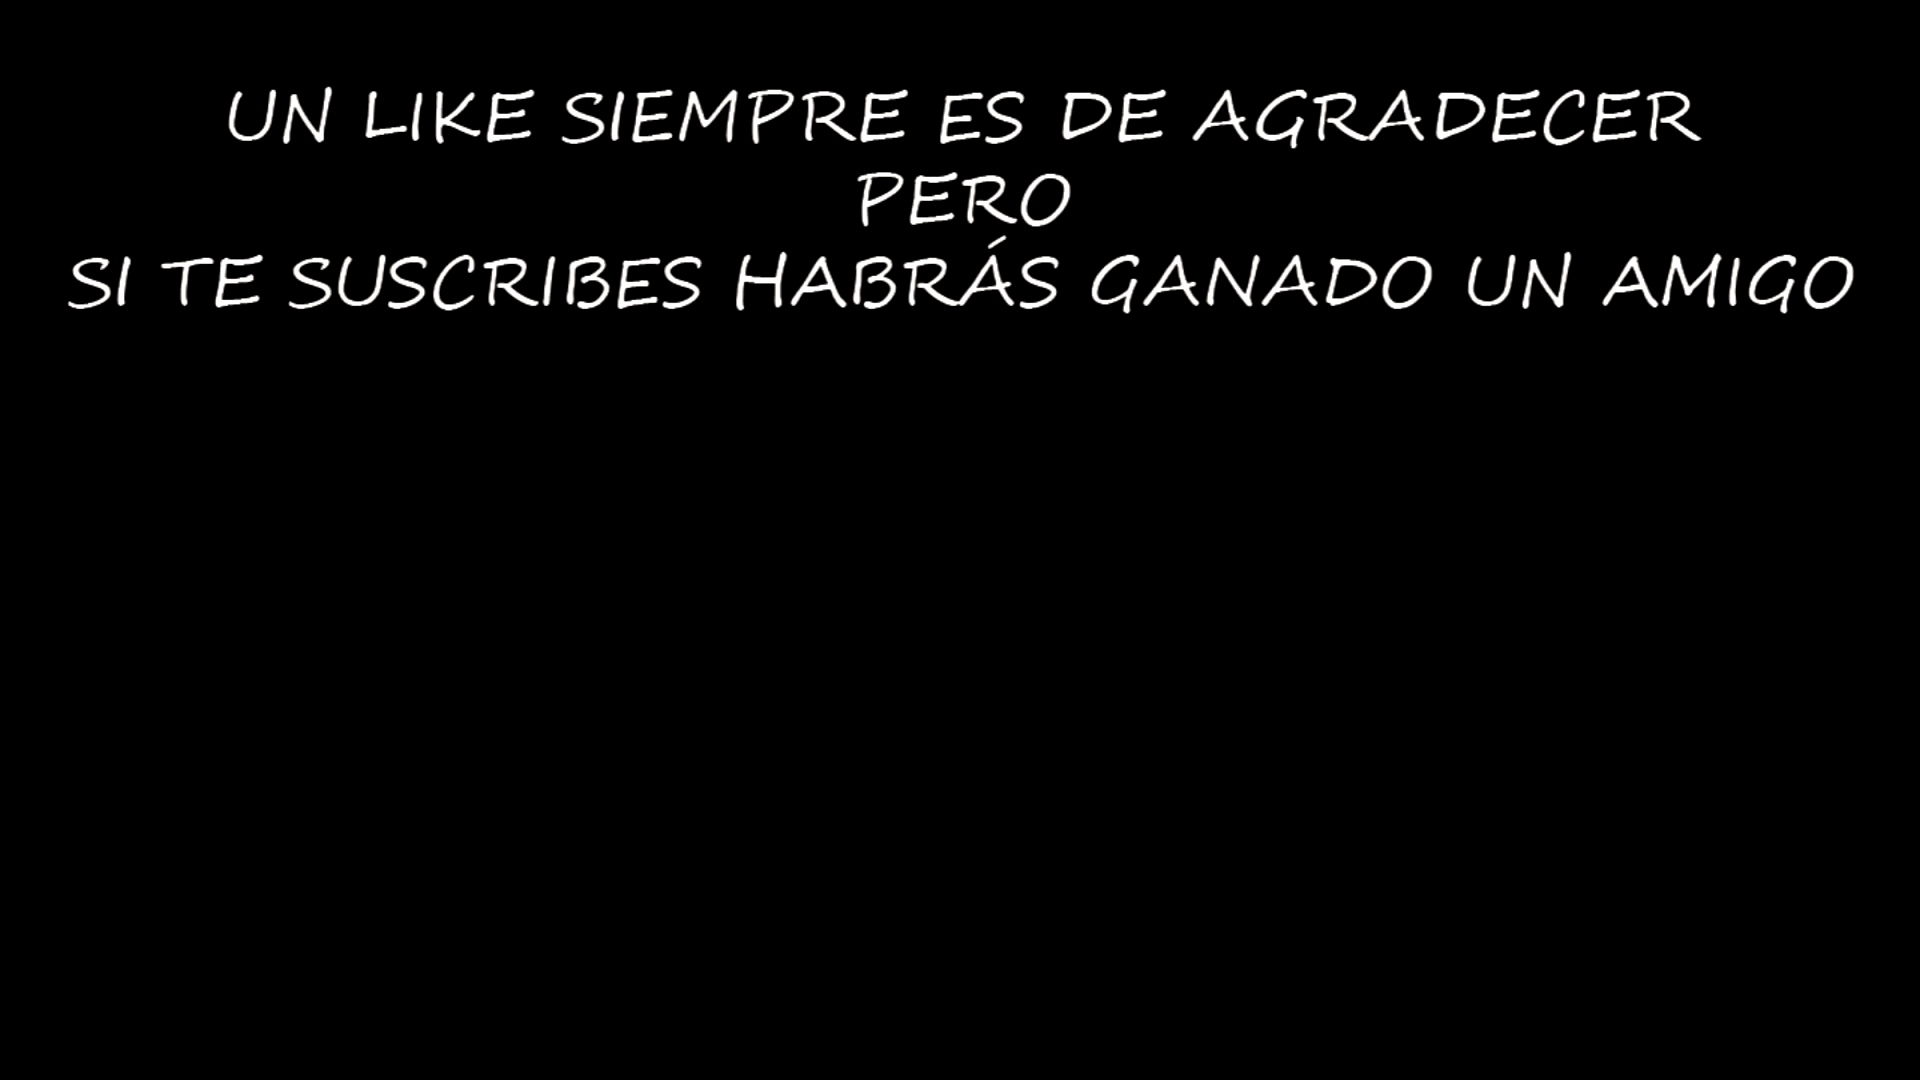 UN LIKE SIEMPRE ES DE AGRADECER
PERO
SI TE SUSCRIBES HABRÁS GANADO UN AMIGO